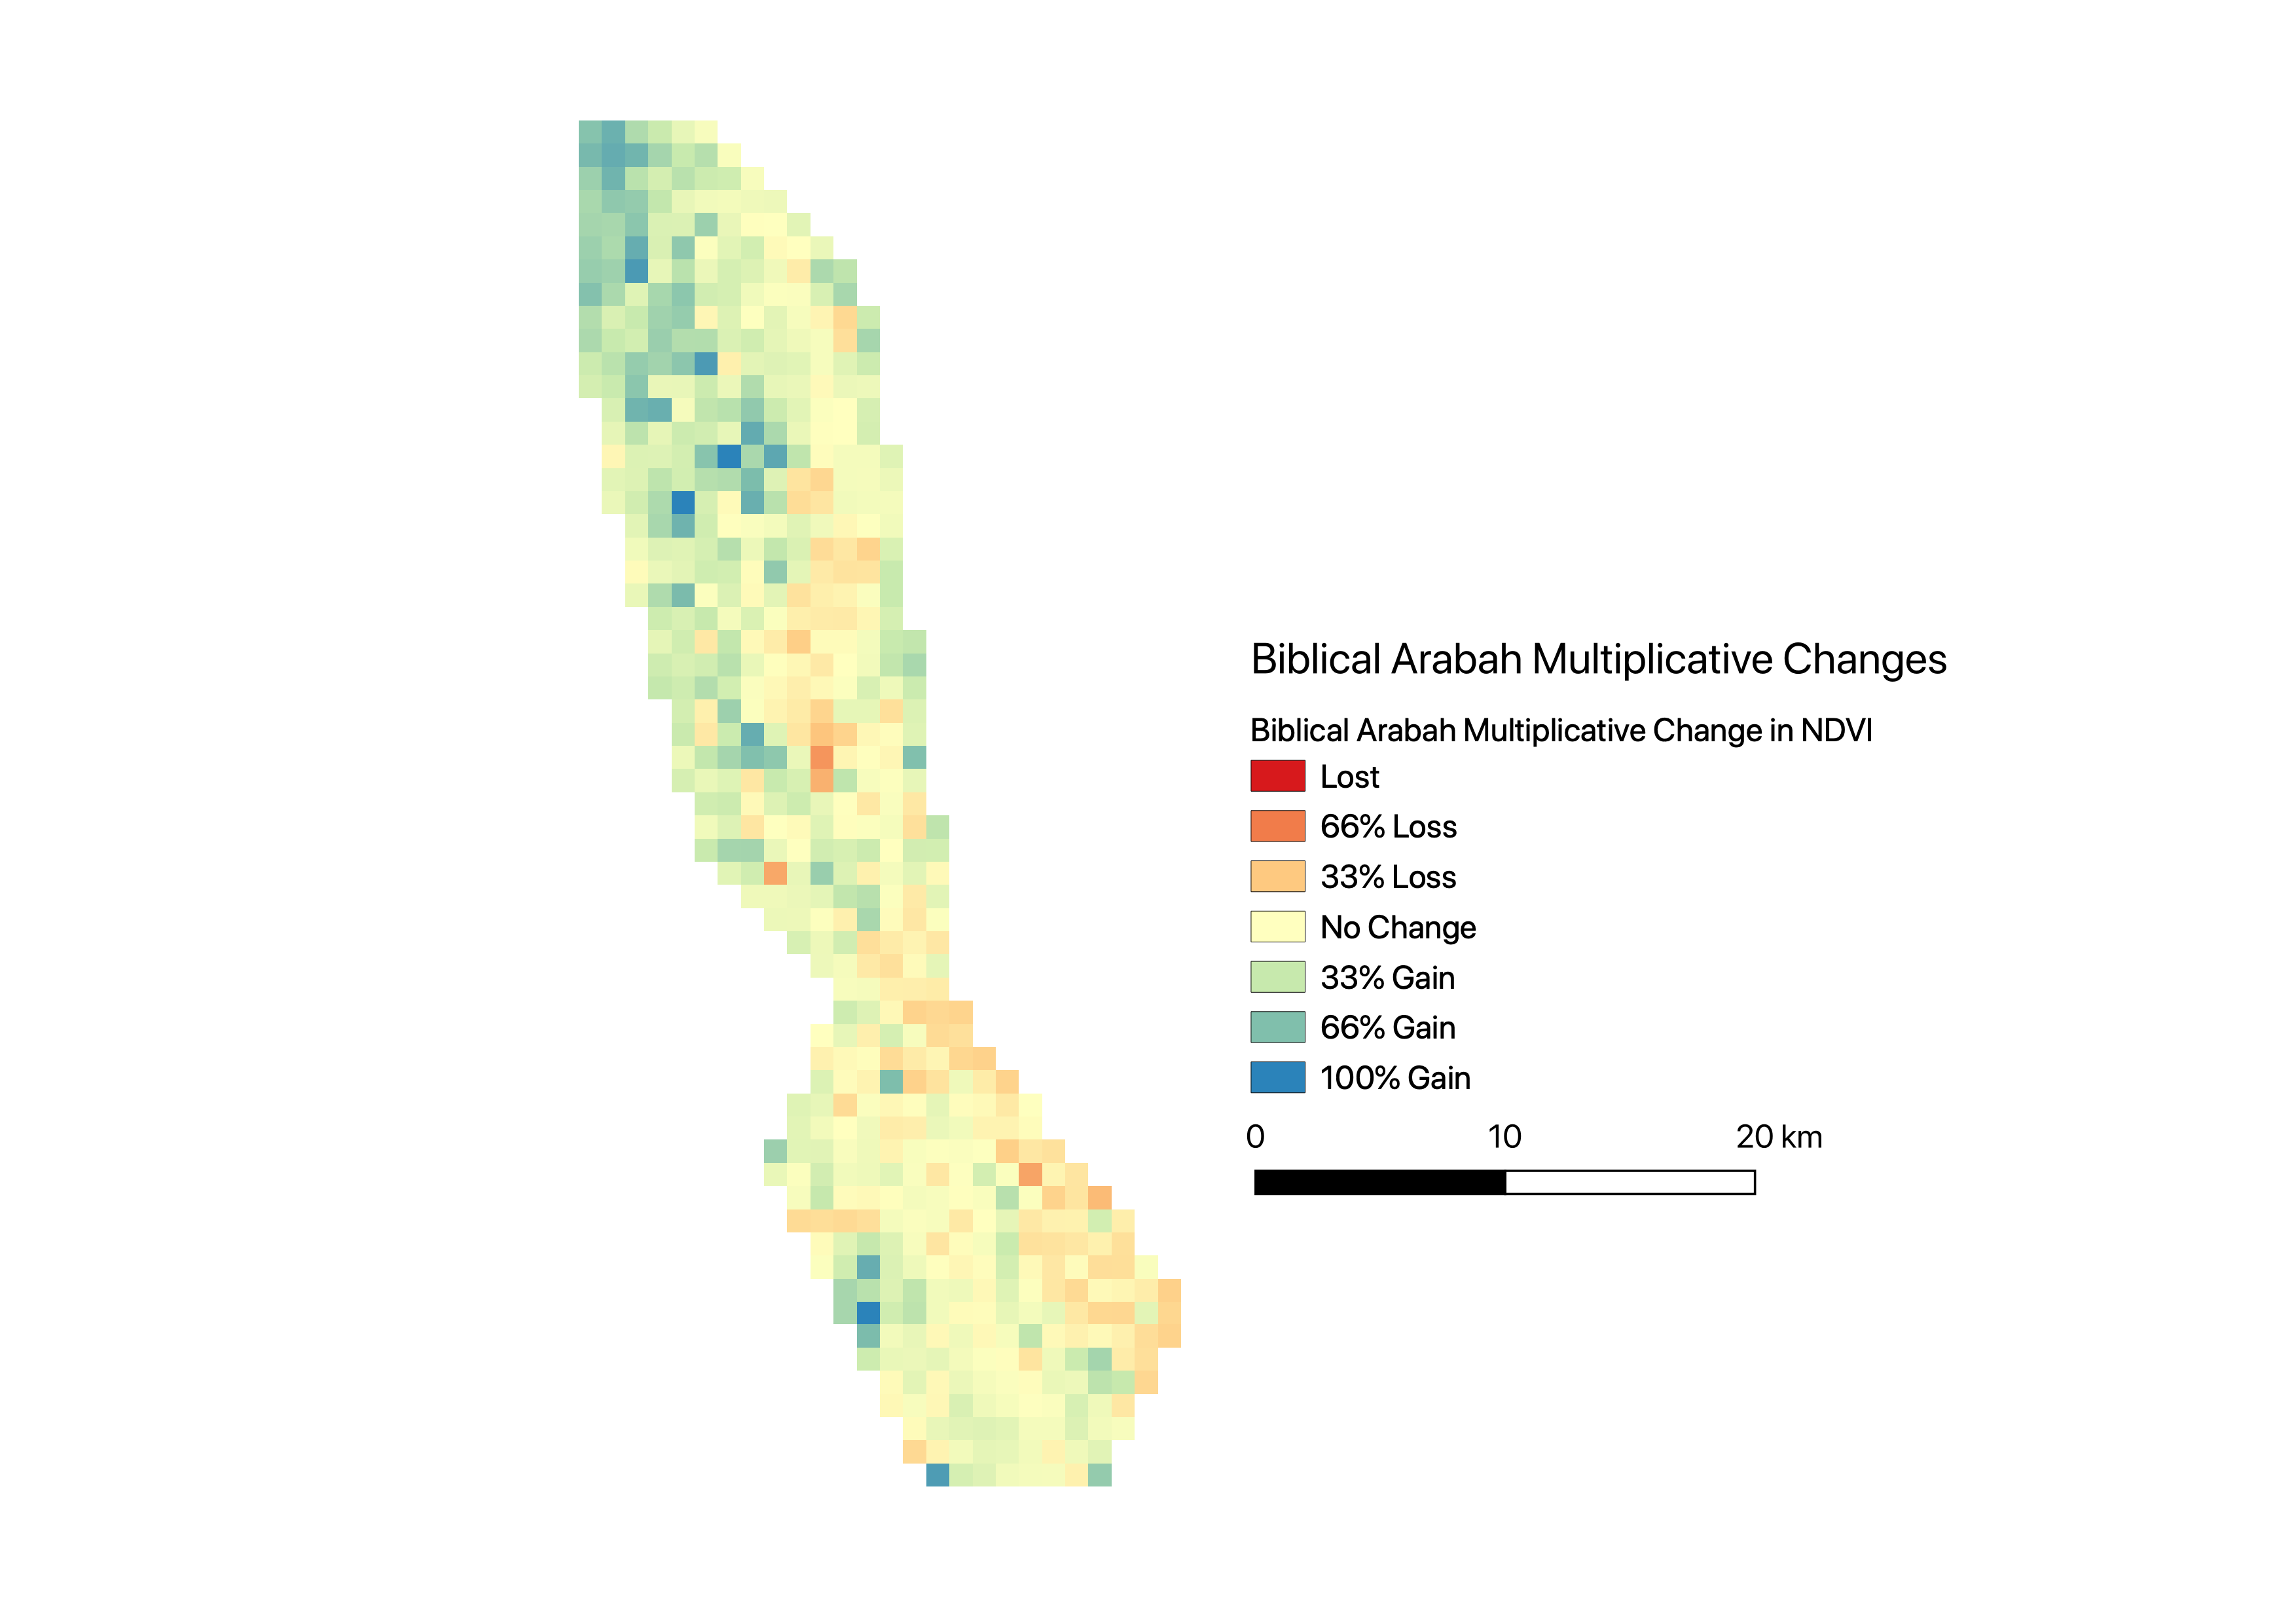 Biblical Arabah Multiplicative Changes
Biblical Arabah Multiplicative Change in NDVI
Lost
66% Loss
33% Loss
No Change
33% Gain
66% Gain
100% Gain
0 10 20 km